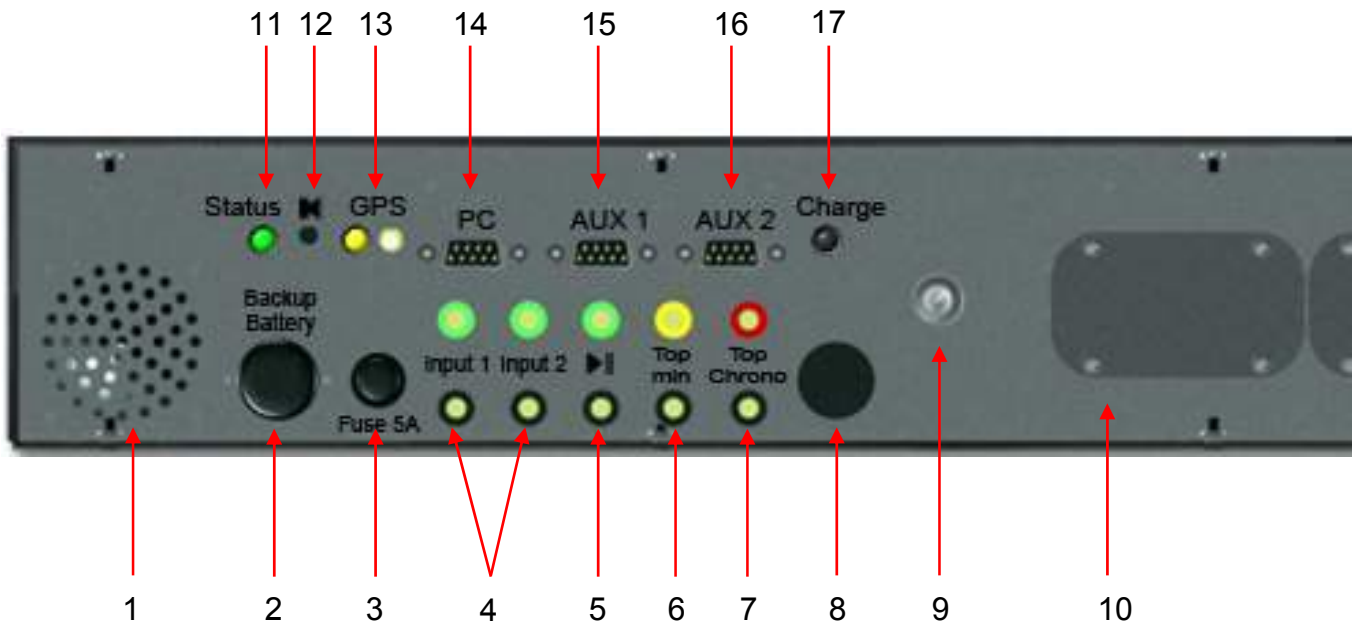 11 12 13 14 15 16 17
Status GPS PC AUX 1 AUX 2 Charge
Backup
Battery
Input 1 Input 2 Top
min Top
Chrono
Fuse 5A
1 2 3 4 5 6 7 8 9 10